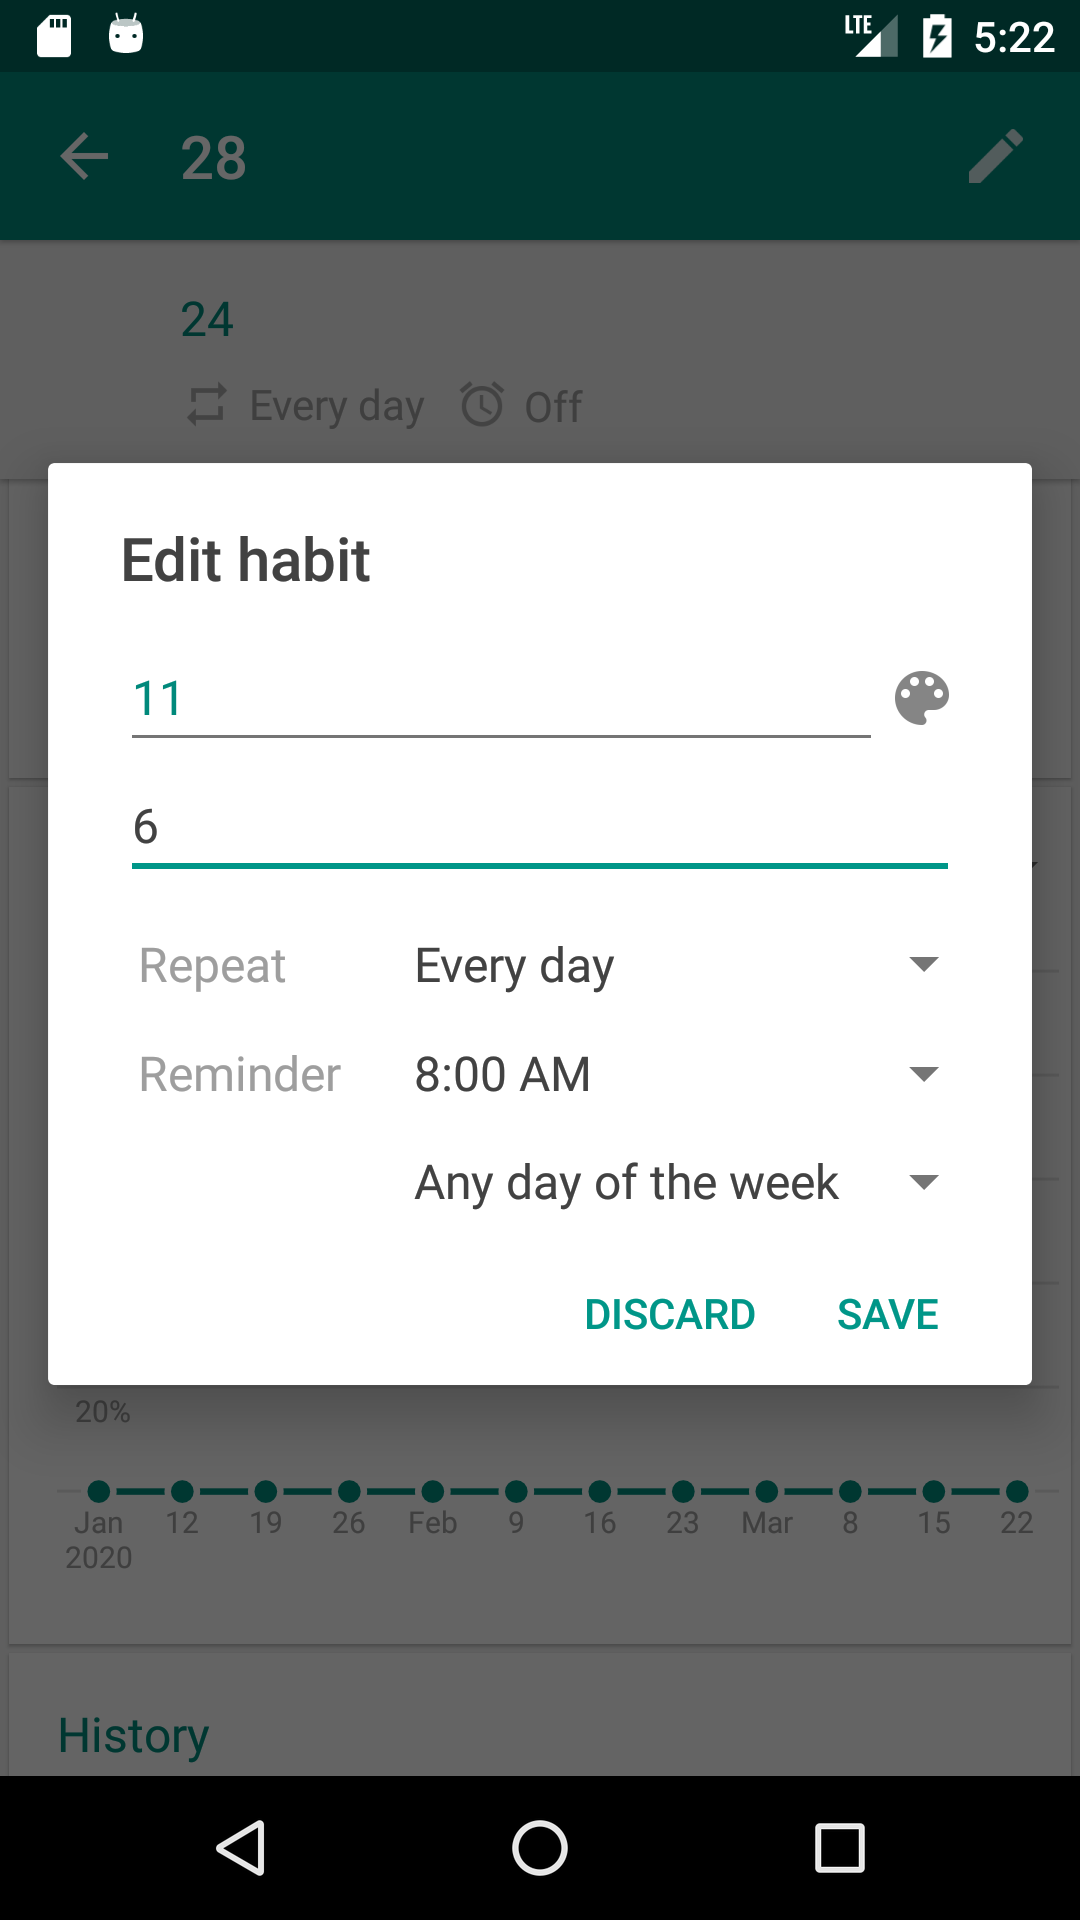 LTE 5:22
28
24
Every day Off
Edit habit
11
6
Repeat Every day
Reminder 8:00 AM
Any day of the week
DISCARD SAVE
20%
Jan 12 19 26 Feb 9 16 23 Mar 8 15 22
2020
History